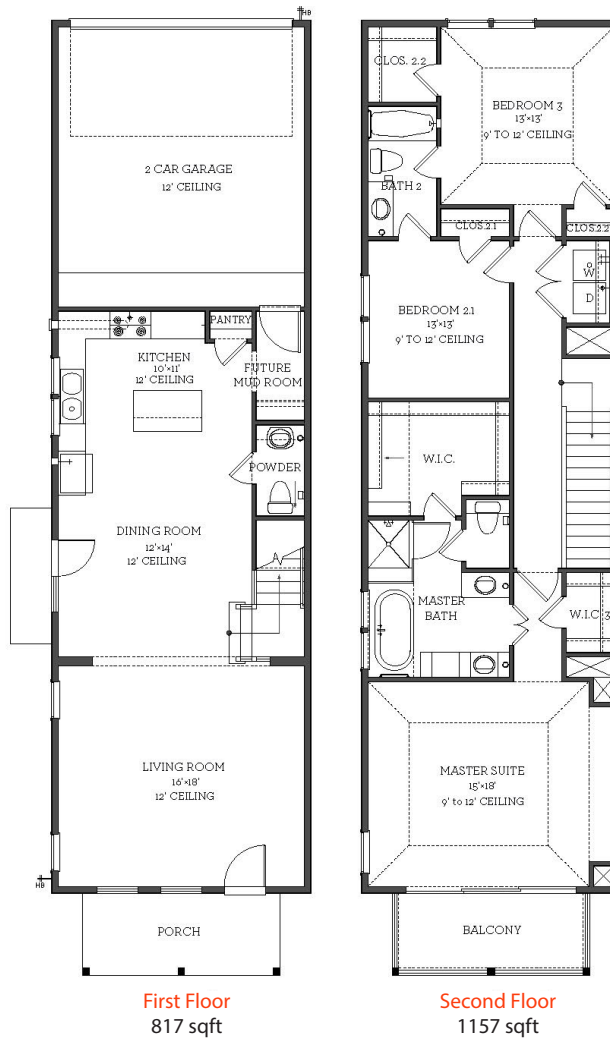 HB
2 CAR GARAGE
12' CEILING
PANTRY
KITCHEN
10'×11'
12' CEILING
FUTURE
MUD ROOM
POWDER
DINING ROOM
12'×14'
12' CEILING
LIVING ROOM
16'×18'
12' CEILING
HB
PORCH
First Floor
817 sqft
CLOS. 2.2
BEDROOM 3
13'×13'
9' TO 12' CEILING
BATH 2
CLOS.2.1
CLOS.2.2
W
D
BEDROOM 2.1
13'×13'
9' TO 12' CEILING
W.I.C.
MASTER
BATH
W.I.C 3
MASTER SUITE
15'×18'
9' to 12' CEILING
BALCONY
Second Floor
1157 sqft